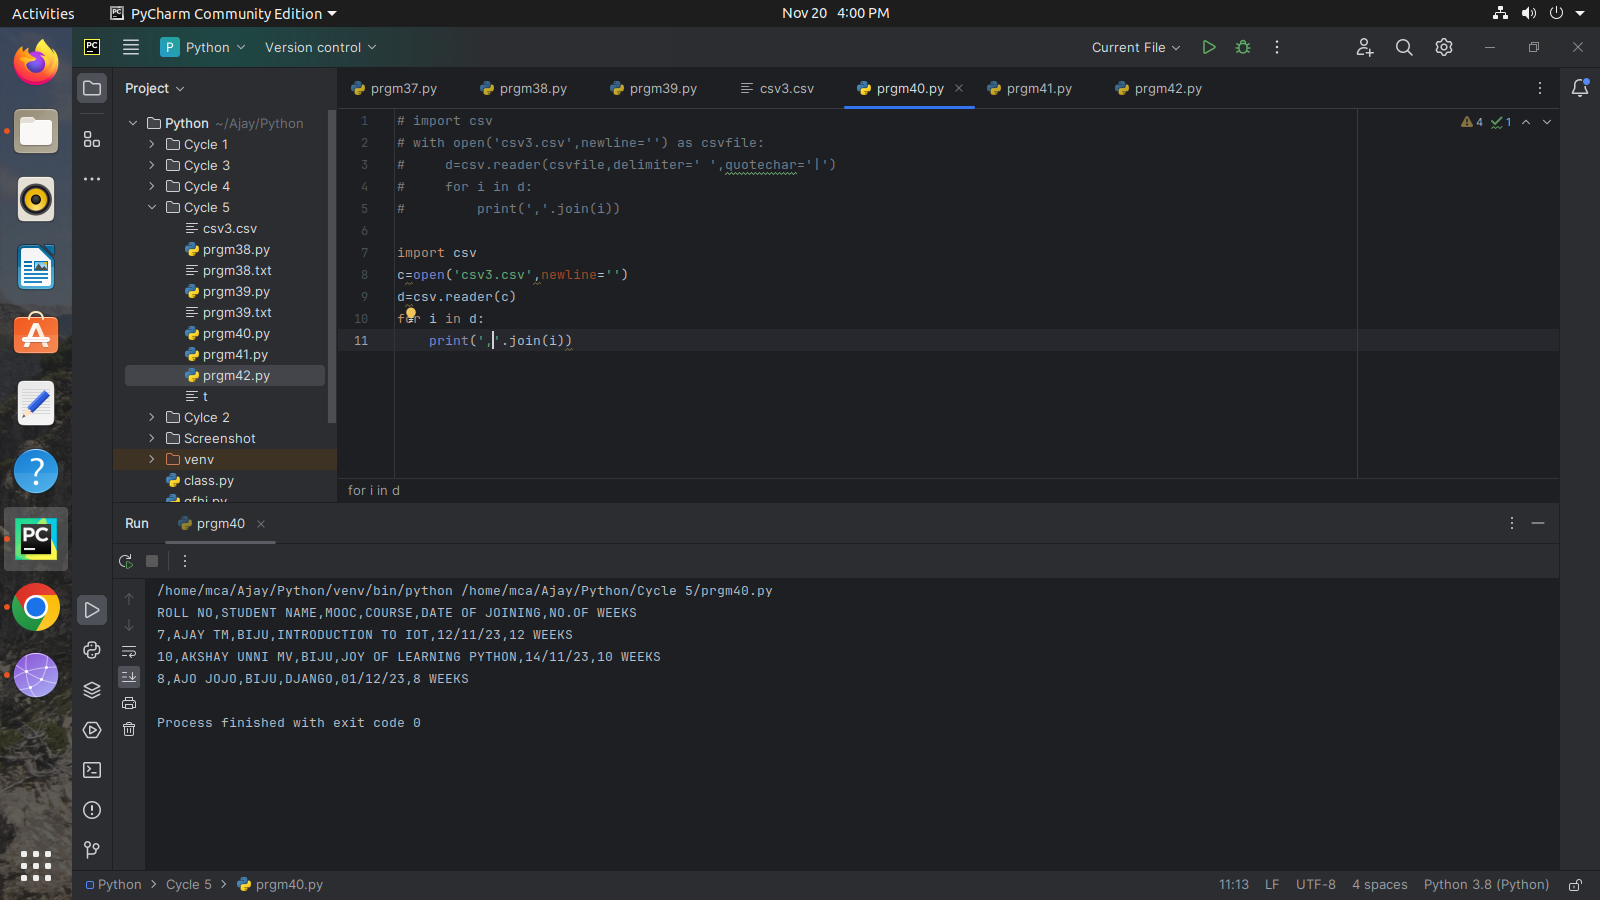 Activities
PyCharm Community Edition
Nov 20 4:00 PM
PC
P Python
Version control
Current File
Project
prgm37.py
prgm38.py
prgm39.py
csv3.csv
prgm40.py
prgm41.py
prgm42.py
Python ~/Ajay/Python
Cycle 1
Cycle 3
Cycle 4
Cycle 5
csv3.csv
prgm38.py
prgm38.txt
prgm39.py
prgm39.txt
prgm40.py
prgm41.py
prgm42.py
t
Cylce 2
Screenshot
venv
class.py
4 1
1 # import csv
2 # with open('csv3.csv',newline='') as csvfile:
3 #     d=csv.reader(csvfile,delimiter=' ',quotechar='|')
4 #     for i in d:
5 #         print(','.join(i))
6
7 import csv
8 c=open('csv3.csv',newline='')
9 d=csv.reader(c)
10 for i in d:
11     print(','.join(i))
for i in d
Run
prgm40
/home/mca/Ajay/Python/venv/bin/python /home/mca/Ajay/Python/Cycle 5/prgm40.py
ROLL NO,STUDENT NAME,MOOC,COURSE,DATE OF JOINING,NO.OF WEEKS
7,AJAY TM,BIJU,INTRODUCTION TO IOT,12/11/23,12 WEEKS
10,AKSHAY UNNI MV,BIJU,JOY OF LEARNING PYTHON,14/11/23,10 WEEKS
8,AJO JOJO,BIJU,DJANGO,01/12/23,8 WEEKS
Process finished with exit code 0
PC
Python > Cycle 5 > prgm40.py
11:13 LF UTF-8 4 spaces Python 3.8 (Python)